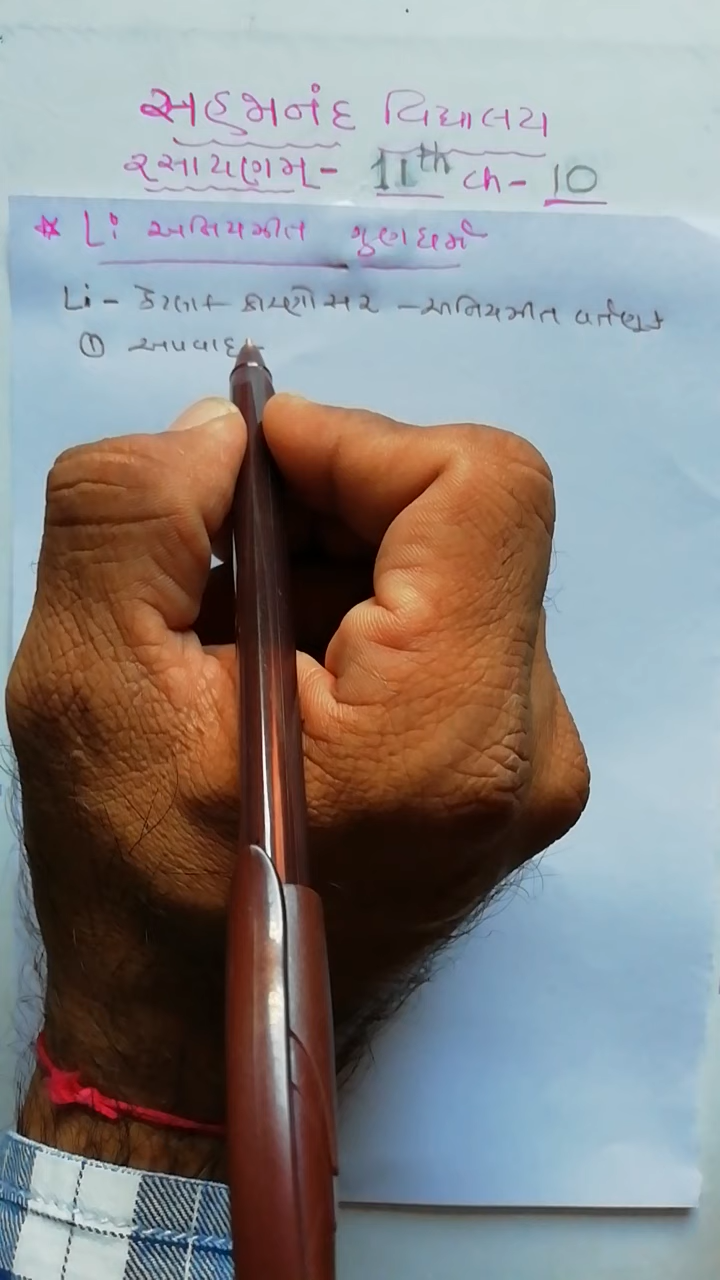 સહજાનંદ વિદ્યાલય
રસાયણમ્- 11th ch- 10
* Li અનિયમીત ગુણધર્મ
Li - કેટલાક કારણોસર - અનિયમીત વર્તણુક
① અપવાદ